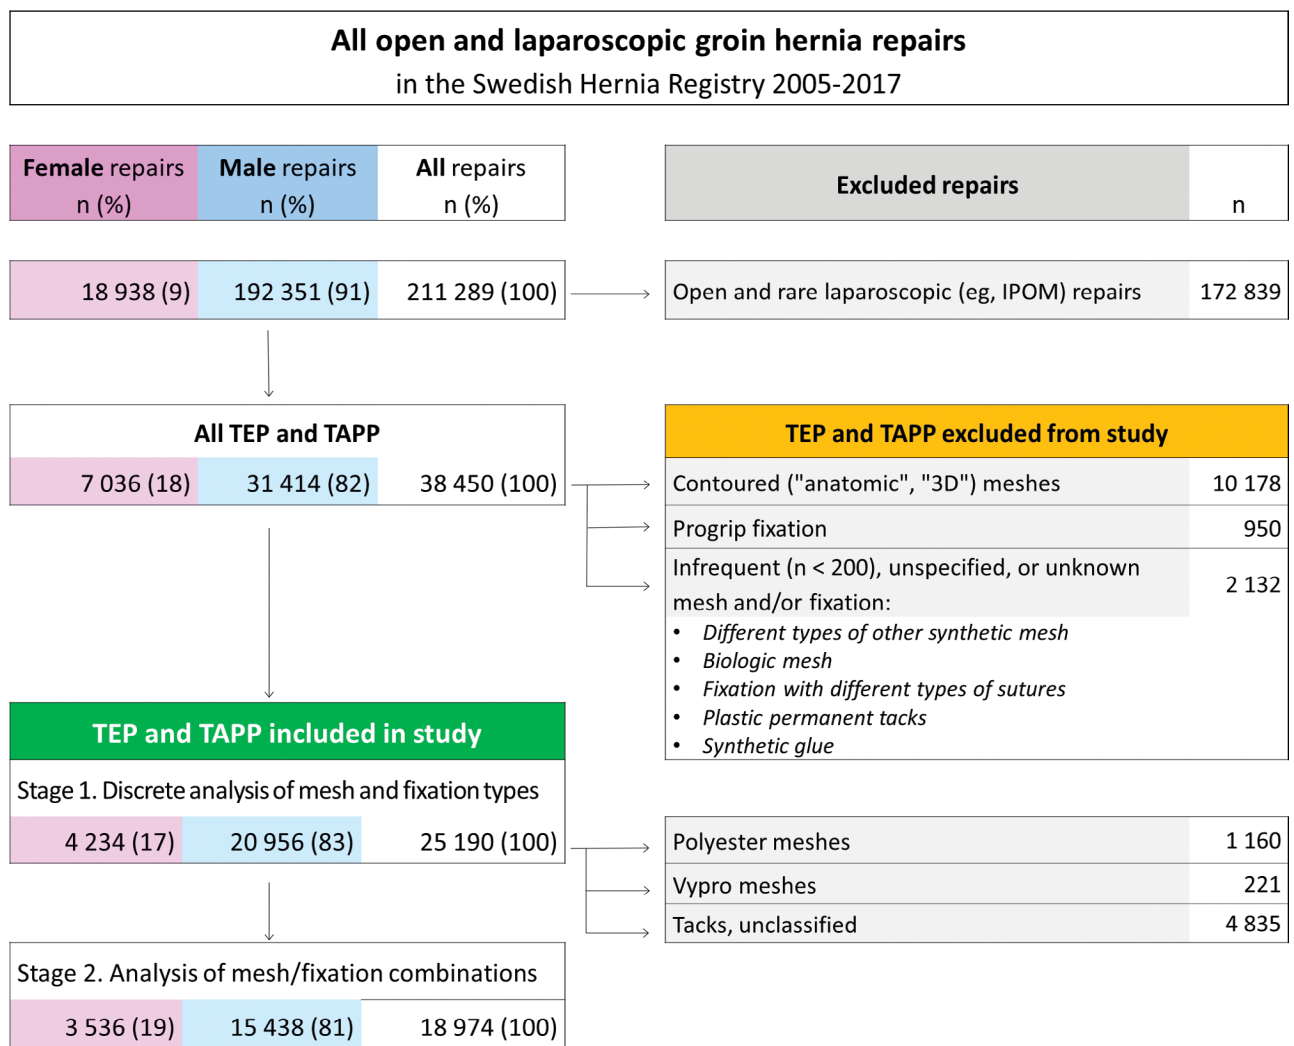 All open and laparoscopic groin hernia repairs
in the Swedish Hernia Registry 2005-2017
Female repairs
n (%)
Male repairs
n (%)
All repairs
n (%)
Excluded repairs
n
18 938 (9)
192 351 (91)
211 289 (100)
Open and rare laparoscopic (eg, IPOM) repairs
172 839
All TEP and TAPP
7 036 (18)
31 414 (82)
38 450 (100)
TEP and TAPP excluded from study
Contoured ("anatomic", "3D") meshes
10 178
Progrip fixation
950
Infrequent (n < 200), unspecified, or unknown
mesh and/or fixation:
2 132
• Different types of other synthetic mesh
• Biologic mesh
• Fixation with different types of sutures
• Plastic permanent tacks
• Synthetic glue
TEP and TAPP included in study
Stage 1. Discrete analysis of mesh and fixation types
4 234 (17)
20 956 (83)
25 190 (100)
Polyester meshes
1 160
Vypro meshes
221
Tacks, unclassified
4 835
Stage 2. Analysis of mesh/fixation combinations
3 536 (19)
15 438 (81)
18 974 (100)